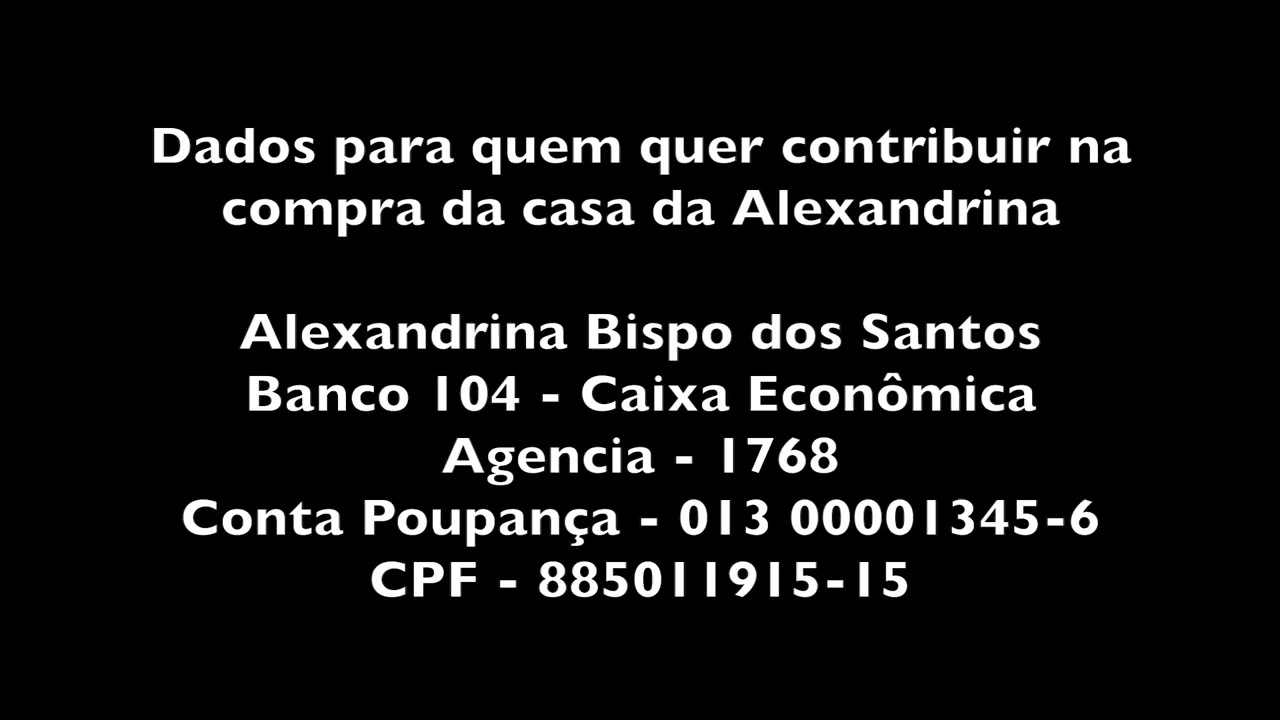 Dados para quem quer contribuir na
compra da casa da Alexandrina
Alexandrina Bispo dos Santos
Banco 104 - Caixa Econômica
Agencia - 1768
Conta Poupança - 013 00001345-6
CPF - 885011915-15